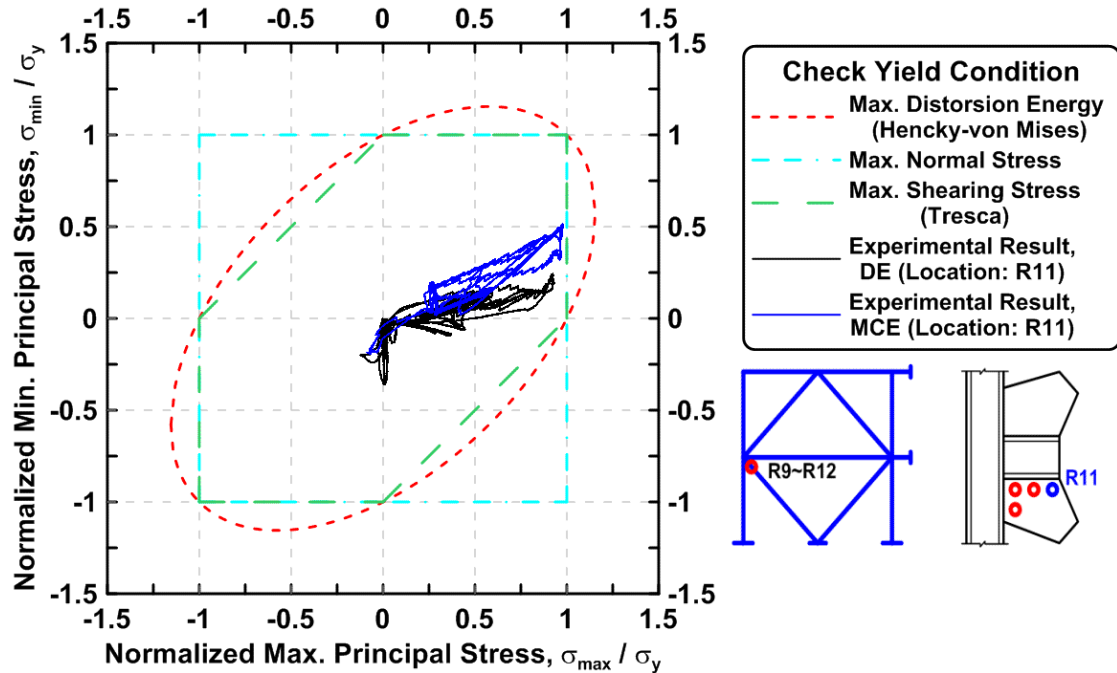 -1.5 -1 -0.5 0 0.5 1 1.5
Normalized Min. Principal Stress, σmin / σy
1.5 1.5
1 1
0.5 0.5
0 0
-0.5 -0.5
-1 -1
-1.5 -1.5
-1.5 -1 -0.5 0 0.5 1 1.5
Normalized Max. Principal Stress, σmax / σy
Check Yield Condition
Max. Distorsion Energy
(Hencky-von Mises)
Max. Normal Stress
Max. Shearing Stress
(Tresca)
Experimental Result,
DE (Location: R11)
Experimental Result,
MCE (Location: R11)
R9~R12
R11